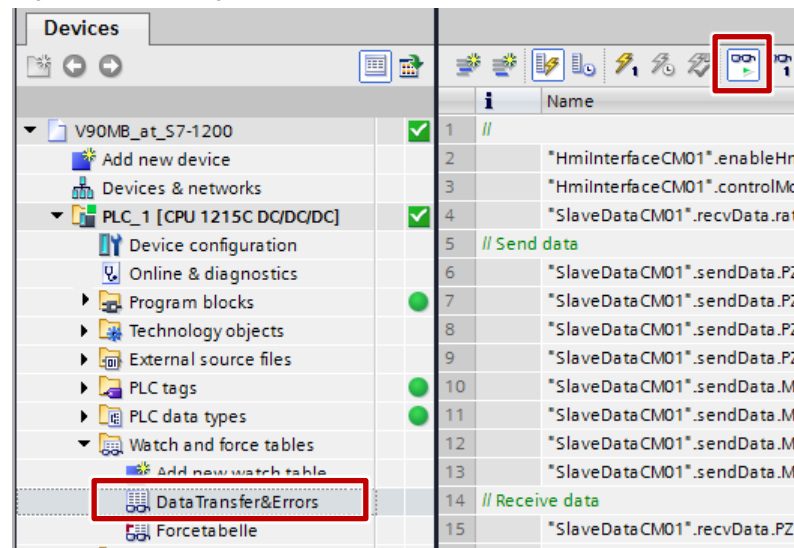 Devices
i Name
V90MB_at_S7-1200
Add new device
Devices & networks
PLC_1 [CPU 1215C DC/DC/DC]
Device configuration
Online & diagnostics
Program blocks
Technology objects
External source files
PLC tags
PLC data types
Watch and force tables
Add new watch table
DataTransfer&Errors
Forcetabelle
1 //
2 "HmiInterfaceCM01".enableHm
3 "HmiInterfaceCM01".controlMo
4 "SlaveDataCM01".recvData.rat
5 // Send data
6 "SlaveDataCM01".sendData.PZ
7 "SlaveDataCM01".sendData.PZ
8 "SlaveDataCM01".sendData.PZ
9 "SlaveDataCM01".sendData.PZ
10 "SlaveDataCM01".sendData.M
11 "SlaveDataCM01".sendData.M
12 "SlaveDataCM01".sendData.M
13 "SlaveDataCM01".sendData.M
14 // Receive data
15 "SlaveDataCM01".recvData.PZ